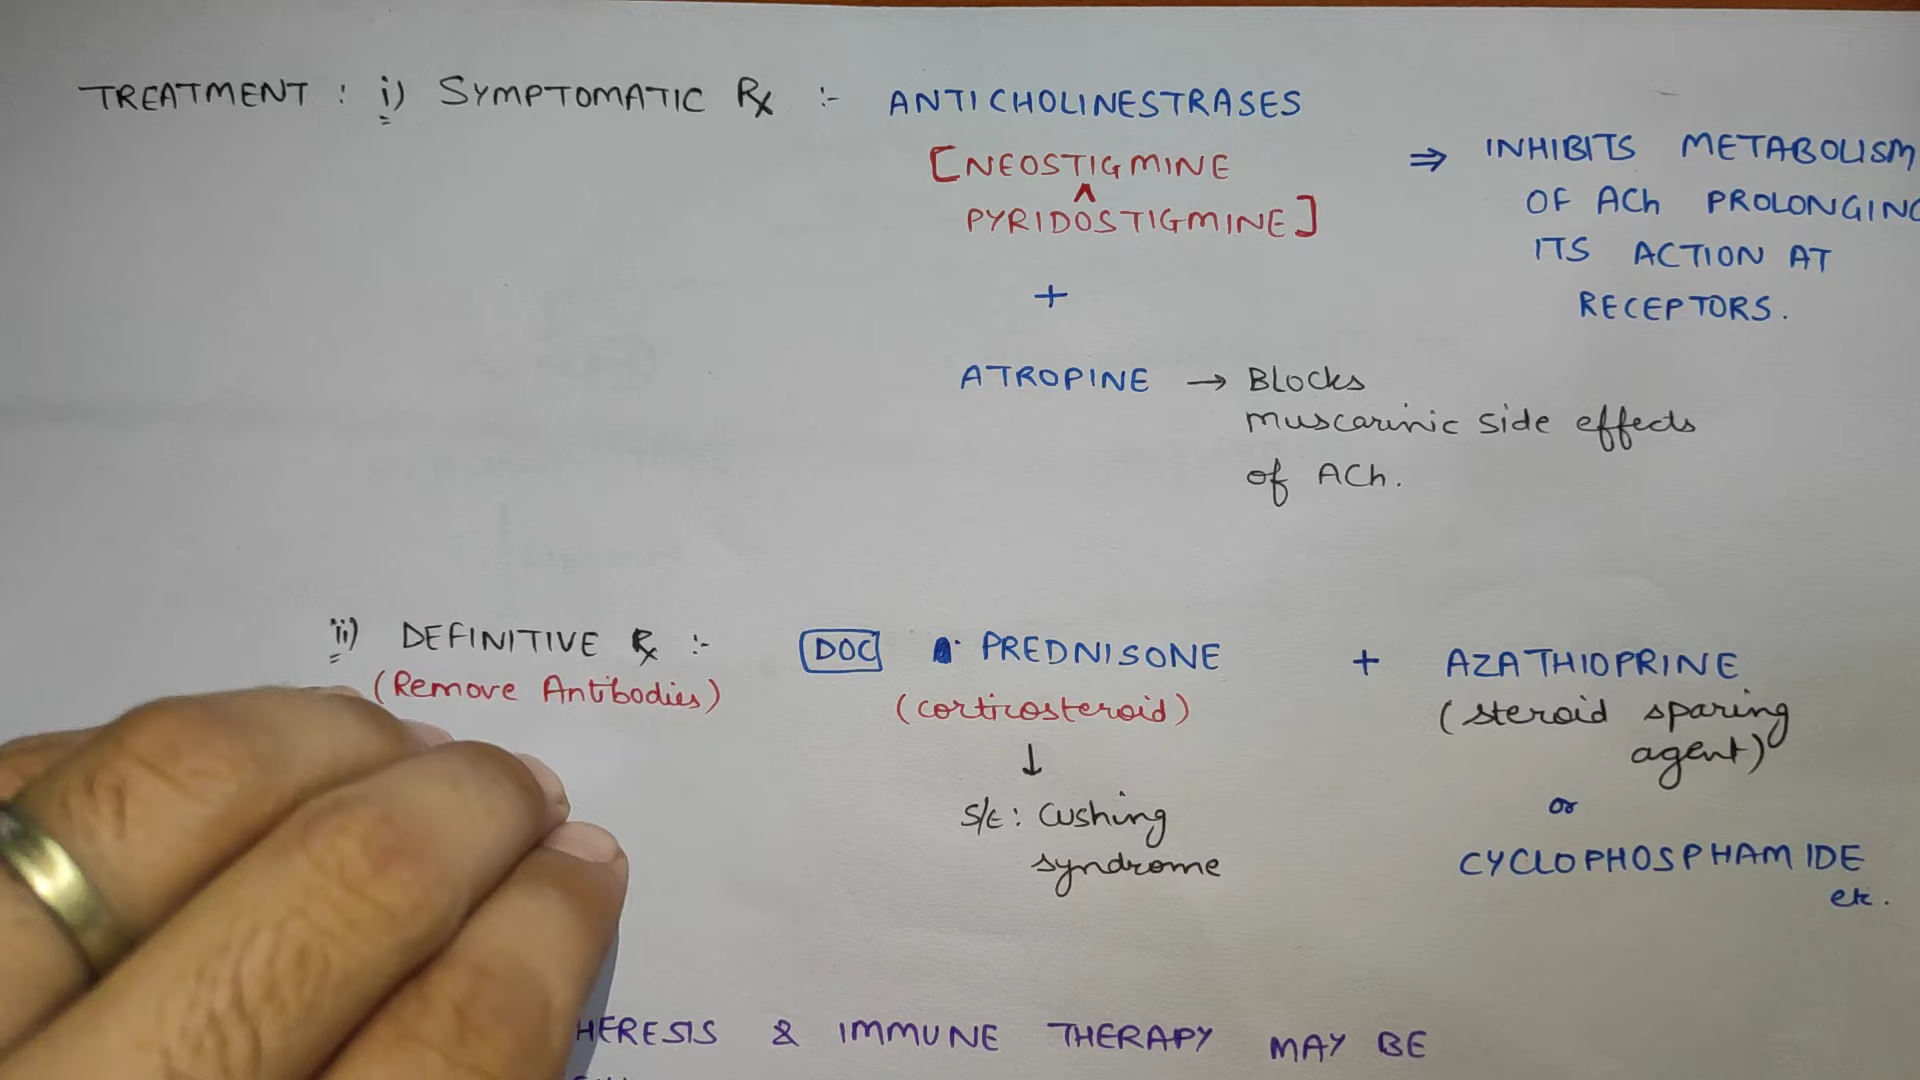 TREATMENT : i) SYMPTOMATIC Rx :- ANTICHOLINESTRASES
[NEOSTIGMINE
^
PYRIDOSTIGMINE]
⇒ INHIBITS METABOLISM
OF ACh PROLONGING
ITS ACTION AT
RECEPTORS.
+
ATROPINE → Blocks
muscarinic side effects
of ACh.
ii) DEFINITIVE Rx :- DOC PREDNISONE + AZATHIOPRINE
(Remove Antibodies) (corticosteroid) (steroid sparing
agent)
↓
or
S/E : Cushing
syndrome
CYCLOPHOSPHAMIDE
etc.
HERESIS & IMMUNE THERAPY MAY BE